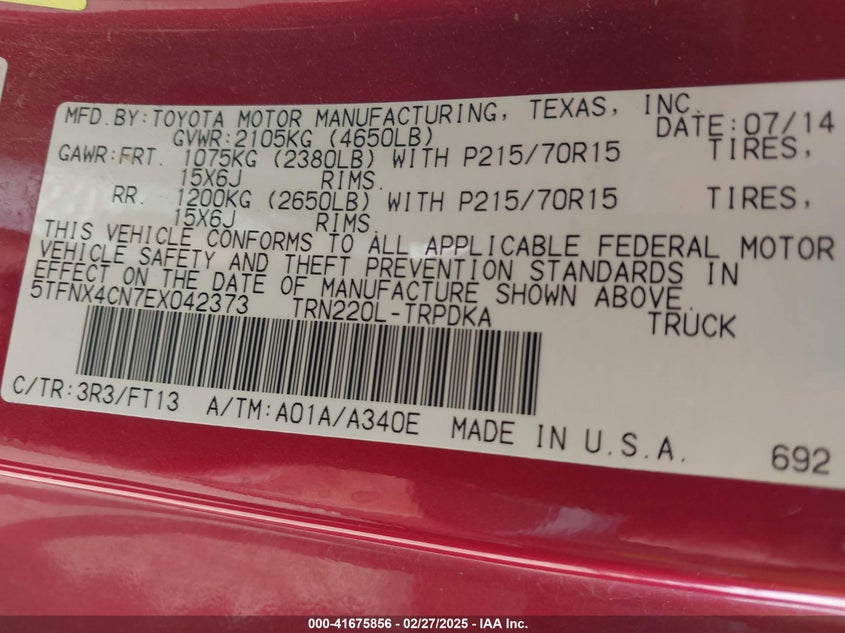 MFD.BY:TOYOTA MOTOR MANUFACTURING, TEXAS, INC.
GVWR:2105KG (4650LB) DATE:07/14
GAWR:FRT. 1075KG (2380LB) WITH P215/70R15 TIRES,
15X6J RIMS.
RR. 1200KG (2650LB) WITH P215/70R15 TIRES,
15X6J RIMS.
THIS VEHICLE CONFORMS TO ALL APPLICABLE FEDERAL MOTOR
VEHICLE SAFETY AND THEFT PREVENTION STANDARDS IN
EFFECT ON THE DATE OF MANUFACTURE SHOWN ABOVE.
5TFNX4CN7EX042373 TRN220L-TRPDKA TRUCK
C/TR:3R3/FT13 A/TM:A01A/A340E MADE IN U.S.A.
692
000-41675856 - 02/27/2025 - IAA Inc.